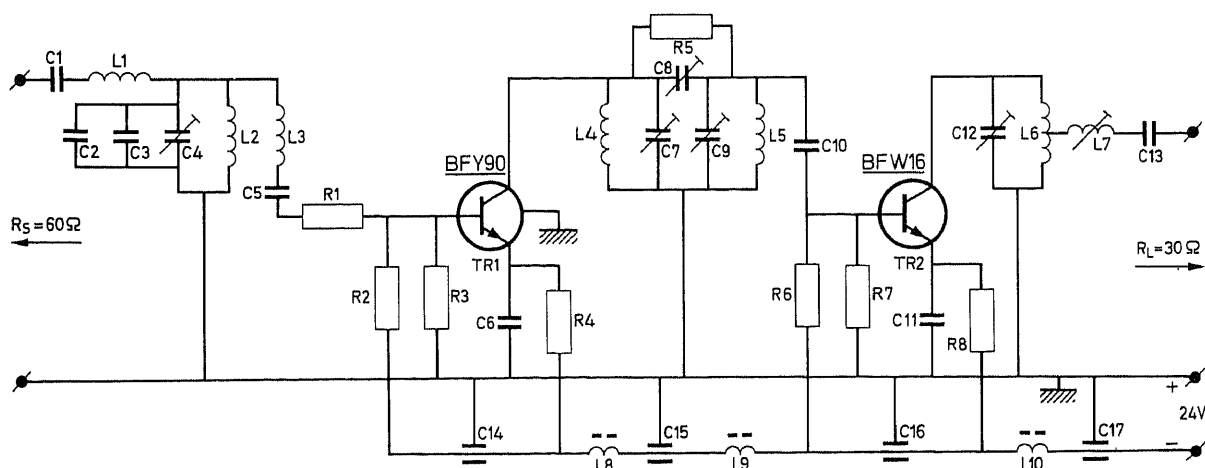 C1
L1
R5
C8
C2
C3
C4
L2
L3
L4
C7
C9
L5
C10
C12
L6
L7
C13
BFY90
BFW16
C5
R1
RS=60Ω
TR1
TR2
RL=30Ω
R2
R3
C6
R4
R6
R7
C11
R8
+
24V
C14
C15
C16
C17
−
L8
L9
L10